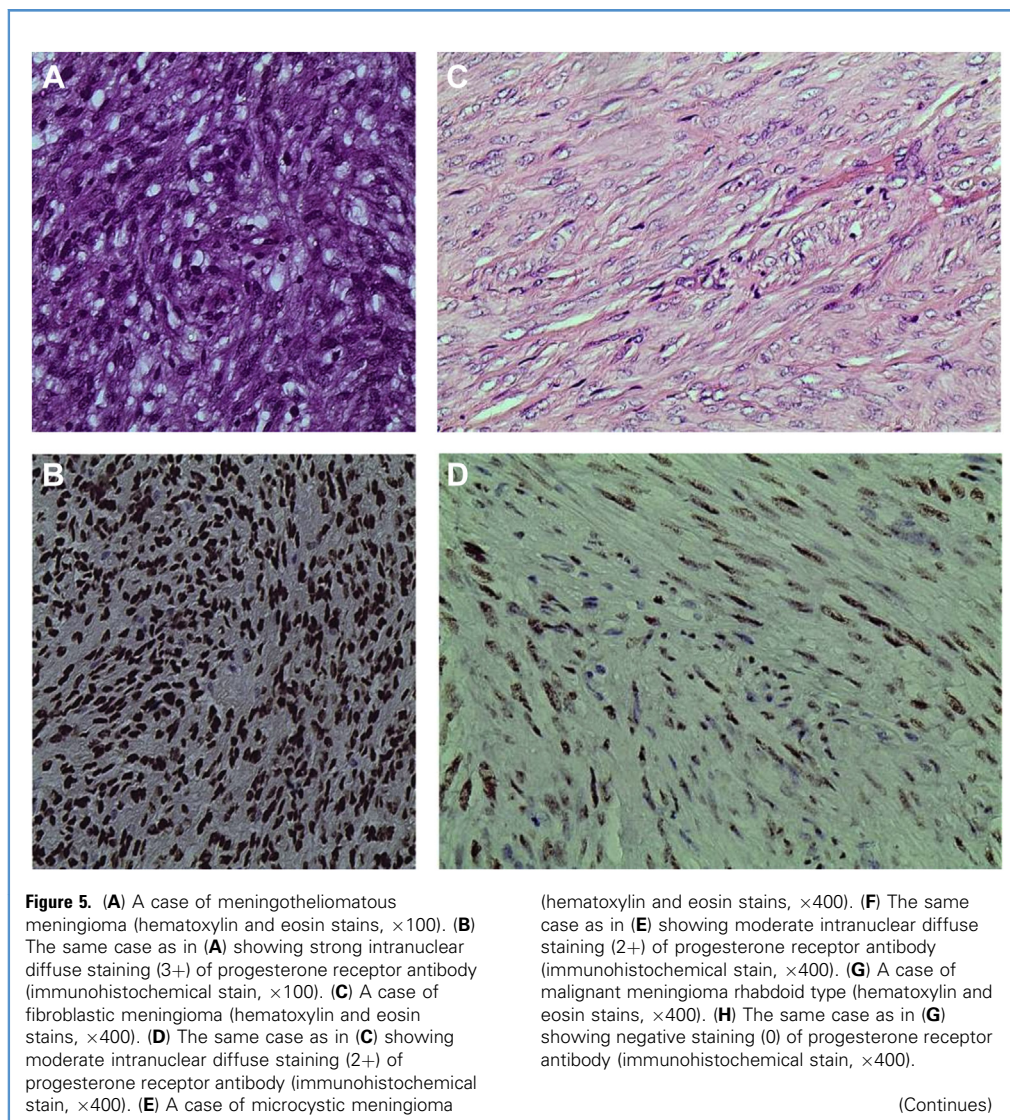 A
C
B
D
Figure 5. (A) A case of meningotheliomatous
meningioma (hematoxylin and eosin stains, ×100). (B)
The same case as in (A) showing strong intranuclear
diffuse staining (3+) of progesterone receptor antibody
(immunohistochemical stain, ×100). (C) A case of
fibroblastic meningioma (hematoxylin and eosin
stains, ×400). (D) The same case as in (C) showing
moderate intranuclear diffuse staining (2+) of
progesterone receptor antibody (immunohistochemical
stain, ×400). (E) A case of microcystic meningioma
(hematoxylin and eosin stains, ×400). (F) The same
case as in (E) showing moderate intranuclear diffuse
staining (2+) of progesterone receptor antibody
(immunohistochemical stain, ×400). (G) A case of
malignant meningioma rhabdoid type (hematoxylin and
eosin stains, ×400). (H) The same case as in (G)
showing negative staining (0) of progesterone receptor
antibody (immunohistochemical stain, ×400).
(Continues)